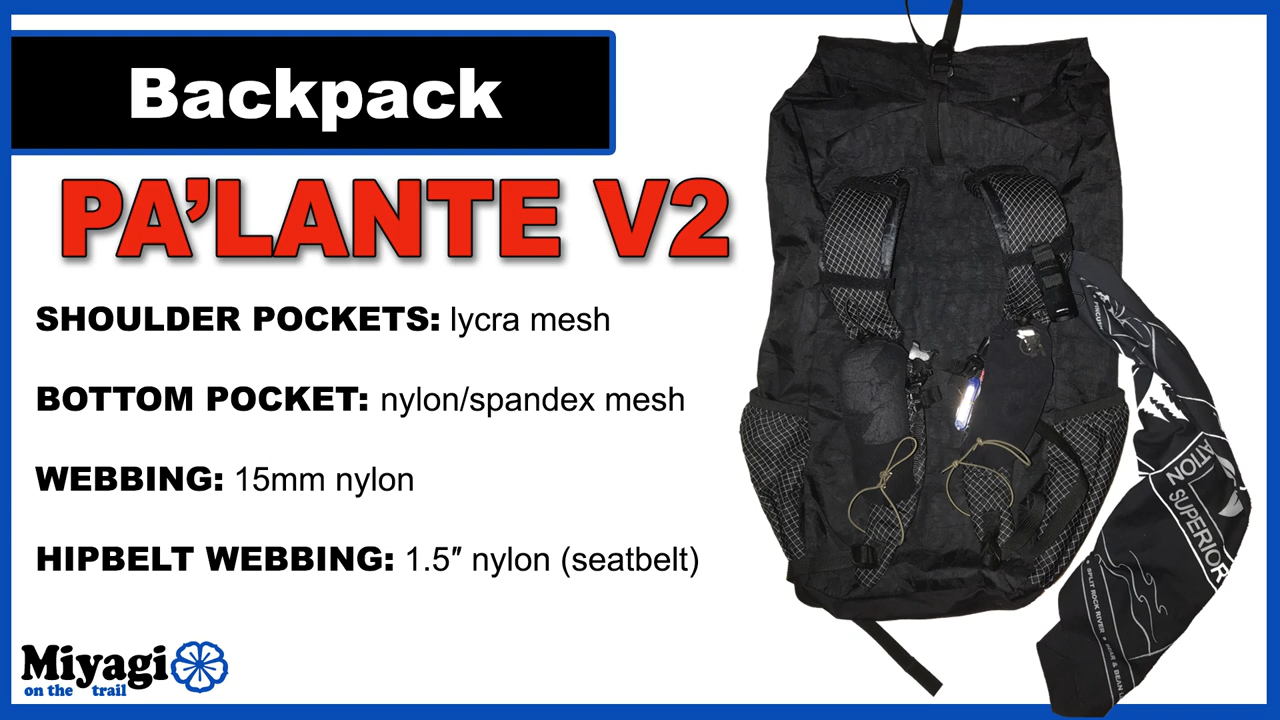 Backpack
PA’LANTE V2
SHOULDER POCKETS: lycra mesh
BOTTOM POCKET: nylon/spandex mesh
WEBBING: 15mm nylon
HIPBELT WEBBING: 1.5″ nylon (seatbelt)
Miyagi
on the trail
ATION
SUPERIOR
SPLIT ROCK RIVER